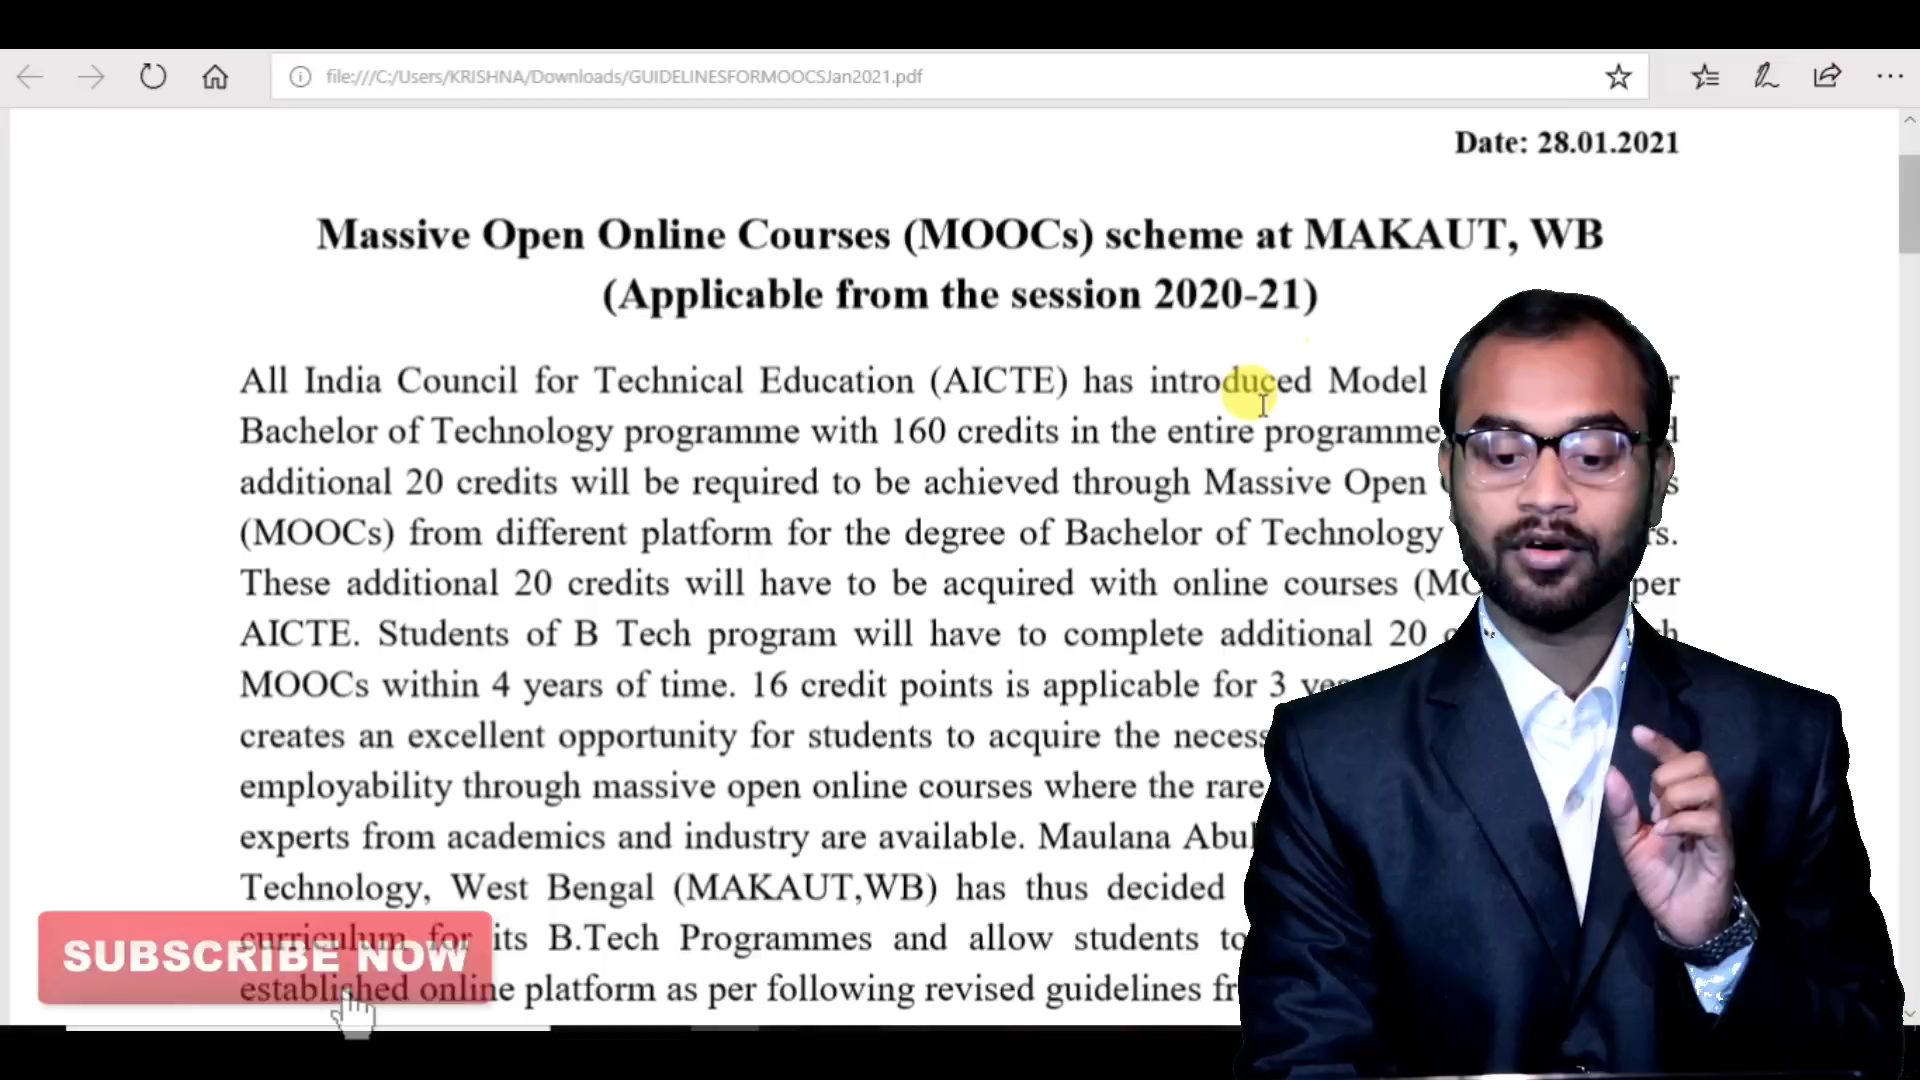 file:///C:/Users/KRISHNA/Downloads/GUIDELINESFORMOOCSJan2021.pdf
Date: 28.01.2021
Massive Open Online Courses (MOOCs) scheme at MAKAUT, WB
(Applicable from the session 2020-21)
All India Council for Technical Education (AICTE) has introduced Model
Bachelor of Technology programme with 160 credits in the entire programme
additional 20 credits will be required to be achieved through Massive Open
(MOOCs) from different platform for the degree of Bachelor of Technology
These additional 20 credits will have to be acquired with online courses per
AICTE. Students of B Tech program will have to complete additional 20
MOOCs within 4 years of time. 16 credit points is applicable for 3
creates an excellent opportunity for students to acquire the
employability through massive open online courses where the rare
experts from academics and industry are available. Maulana
Technology, West Bengal (MAKAUT,WB) has thus decided
curriculum for its B.Tech Programmes and allow students to
SUBSCRIBE NOW
established online platform as per following revised guidelines